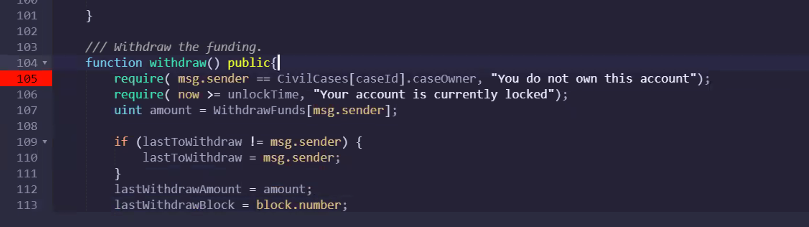 100
101 }
102
103 /// Withdraw the funding.
104 function withdraw() public{
105 require( msg.sender == CivilCases[caseId].caseOwner, "You do not own this account");
106 require( now >= unlockTime, "Your account is currently locked");
107 uint amount = WithdrawFunds[msg.sender];
108
109 if (lastToWithdraw != msg.sender) {
110 lastToWithdraw = msg.sender;
111 }
112 lastWithdrawAmount = amount;
113 lastWithdrawBlock = block.number;